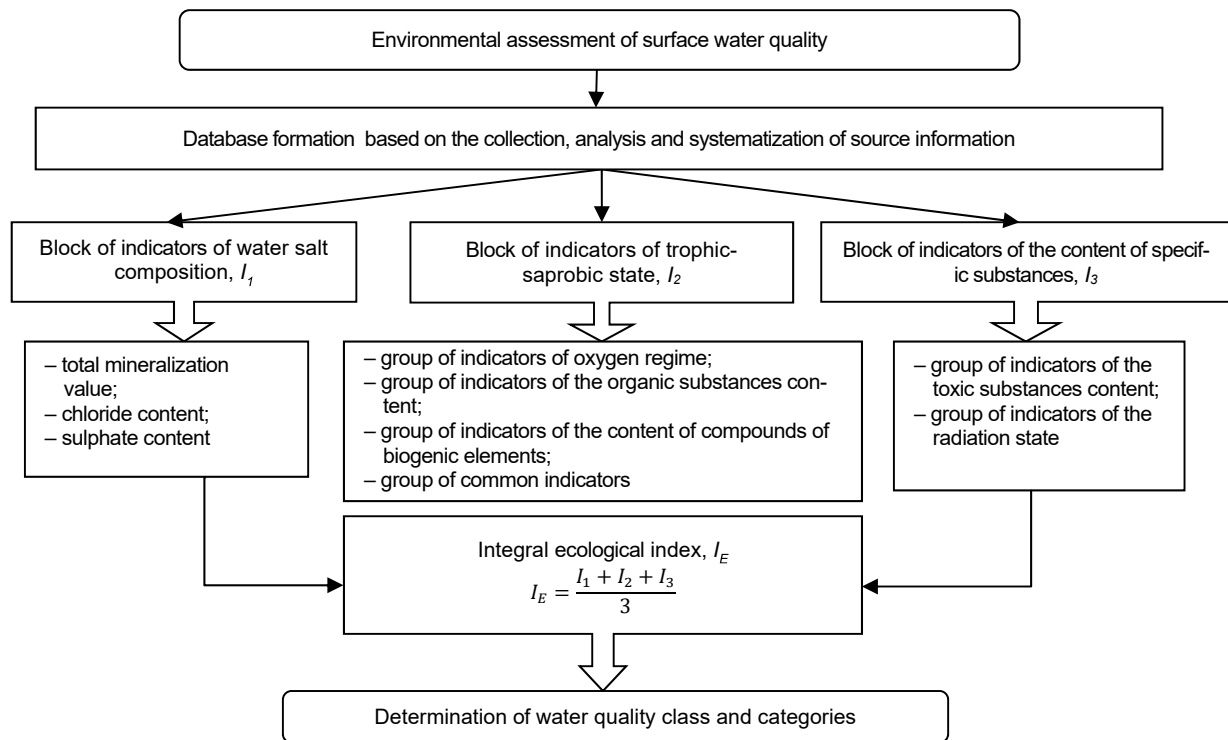 Environmental assessment of surface water quality
Database formation based on the collection, analysis and systematization of source information
Block of indicators of water salt
composition, I1
Block of indicators of trophic-
saprobic state, I2
Block of indicators of the content of specif-
ic substances, I3
– total mineralization
value;
– chloride content;
– sulphate content
– group of indicators of oxygen regime;
– group of indicators of the organic substances con-
tent;
– group of indicators of the content of compounds of
biogenic elements;
– group of common indicators
– group of indicators of the
toxic substances content;
– group of indicators of the
radiation state
Integral ecological index, IE
IE = (I1 + I2 + I3) / 3
Determination of water quality class and categories